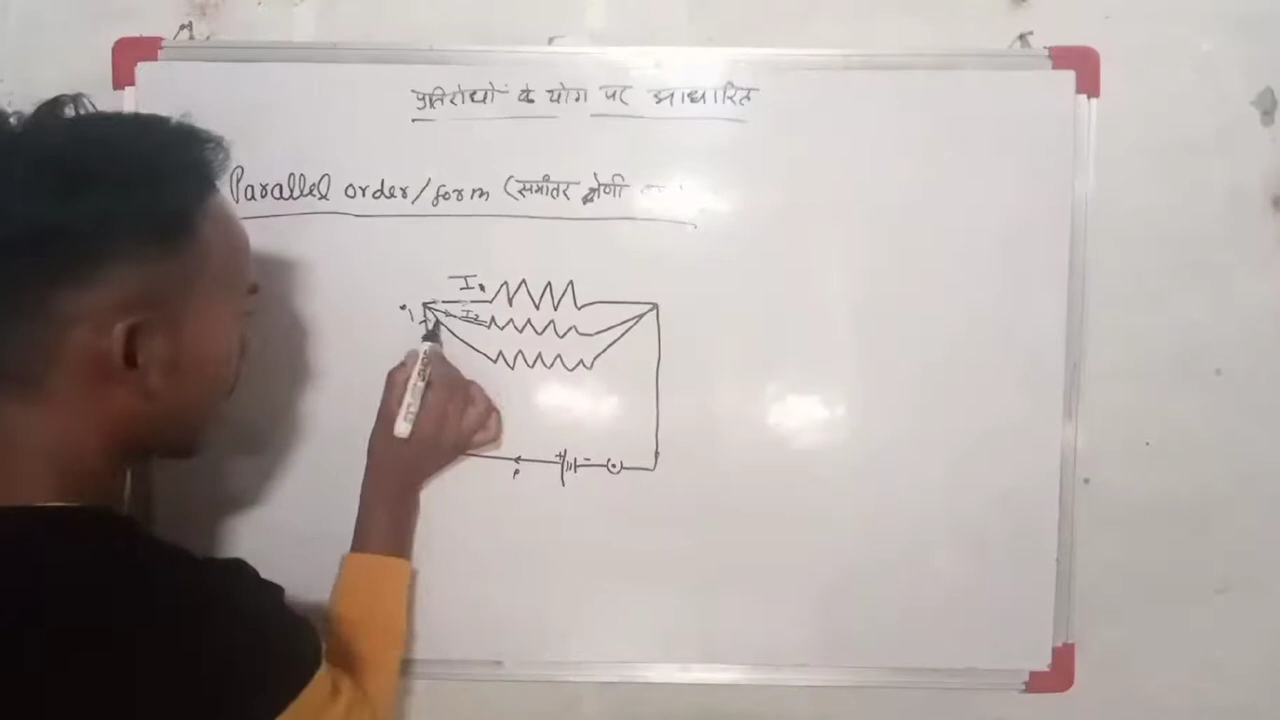 प्रतिरोधों के योग पर आधारित
Parallel order/form (समांतर श्रेणी
I₁
I₂
+ -